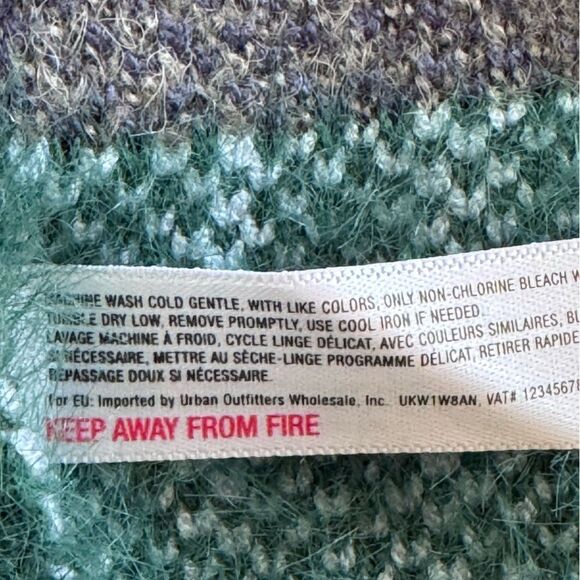 MACHINE WASH COLD GENTLE, WITH LIKE COLORS, ONLY NON-CHLORINE BLEACH W
TUMBLE DRY LOW, REMOVE PROMPTLY, USE COOL IRON IF NEEDED
LAVAGE MACHINE À FROID, CYCLE LINGE DÉLICAT, AVEC COULEURS SIMILAIRES, BL
SI NÉCESSAIRE, METTRE AU SÈCHE-LINGE PROGRAMME DÉLICAT, RETIRER RAPIDE
REPASSAGE DOUX SI NÉCESSAIRE.
For EU: Imported by Urban Outfitters Wholesale, Inc. UKW1W8AN, VAT# 1234567
KEEP AWAY FROM FIRE